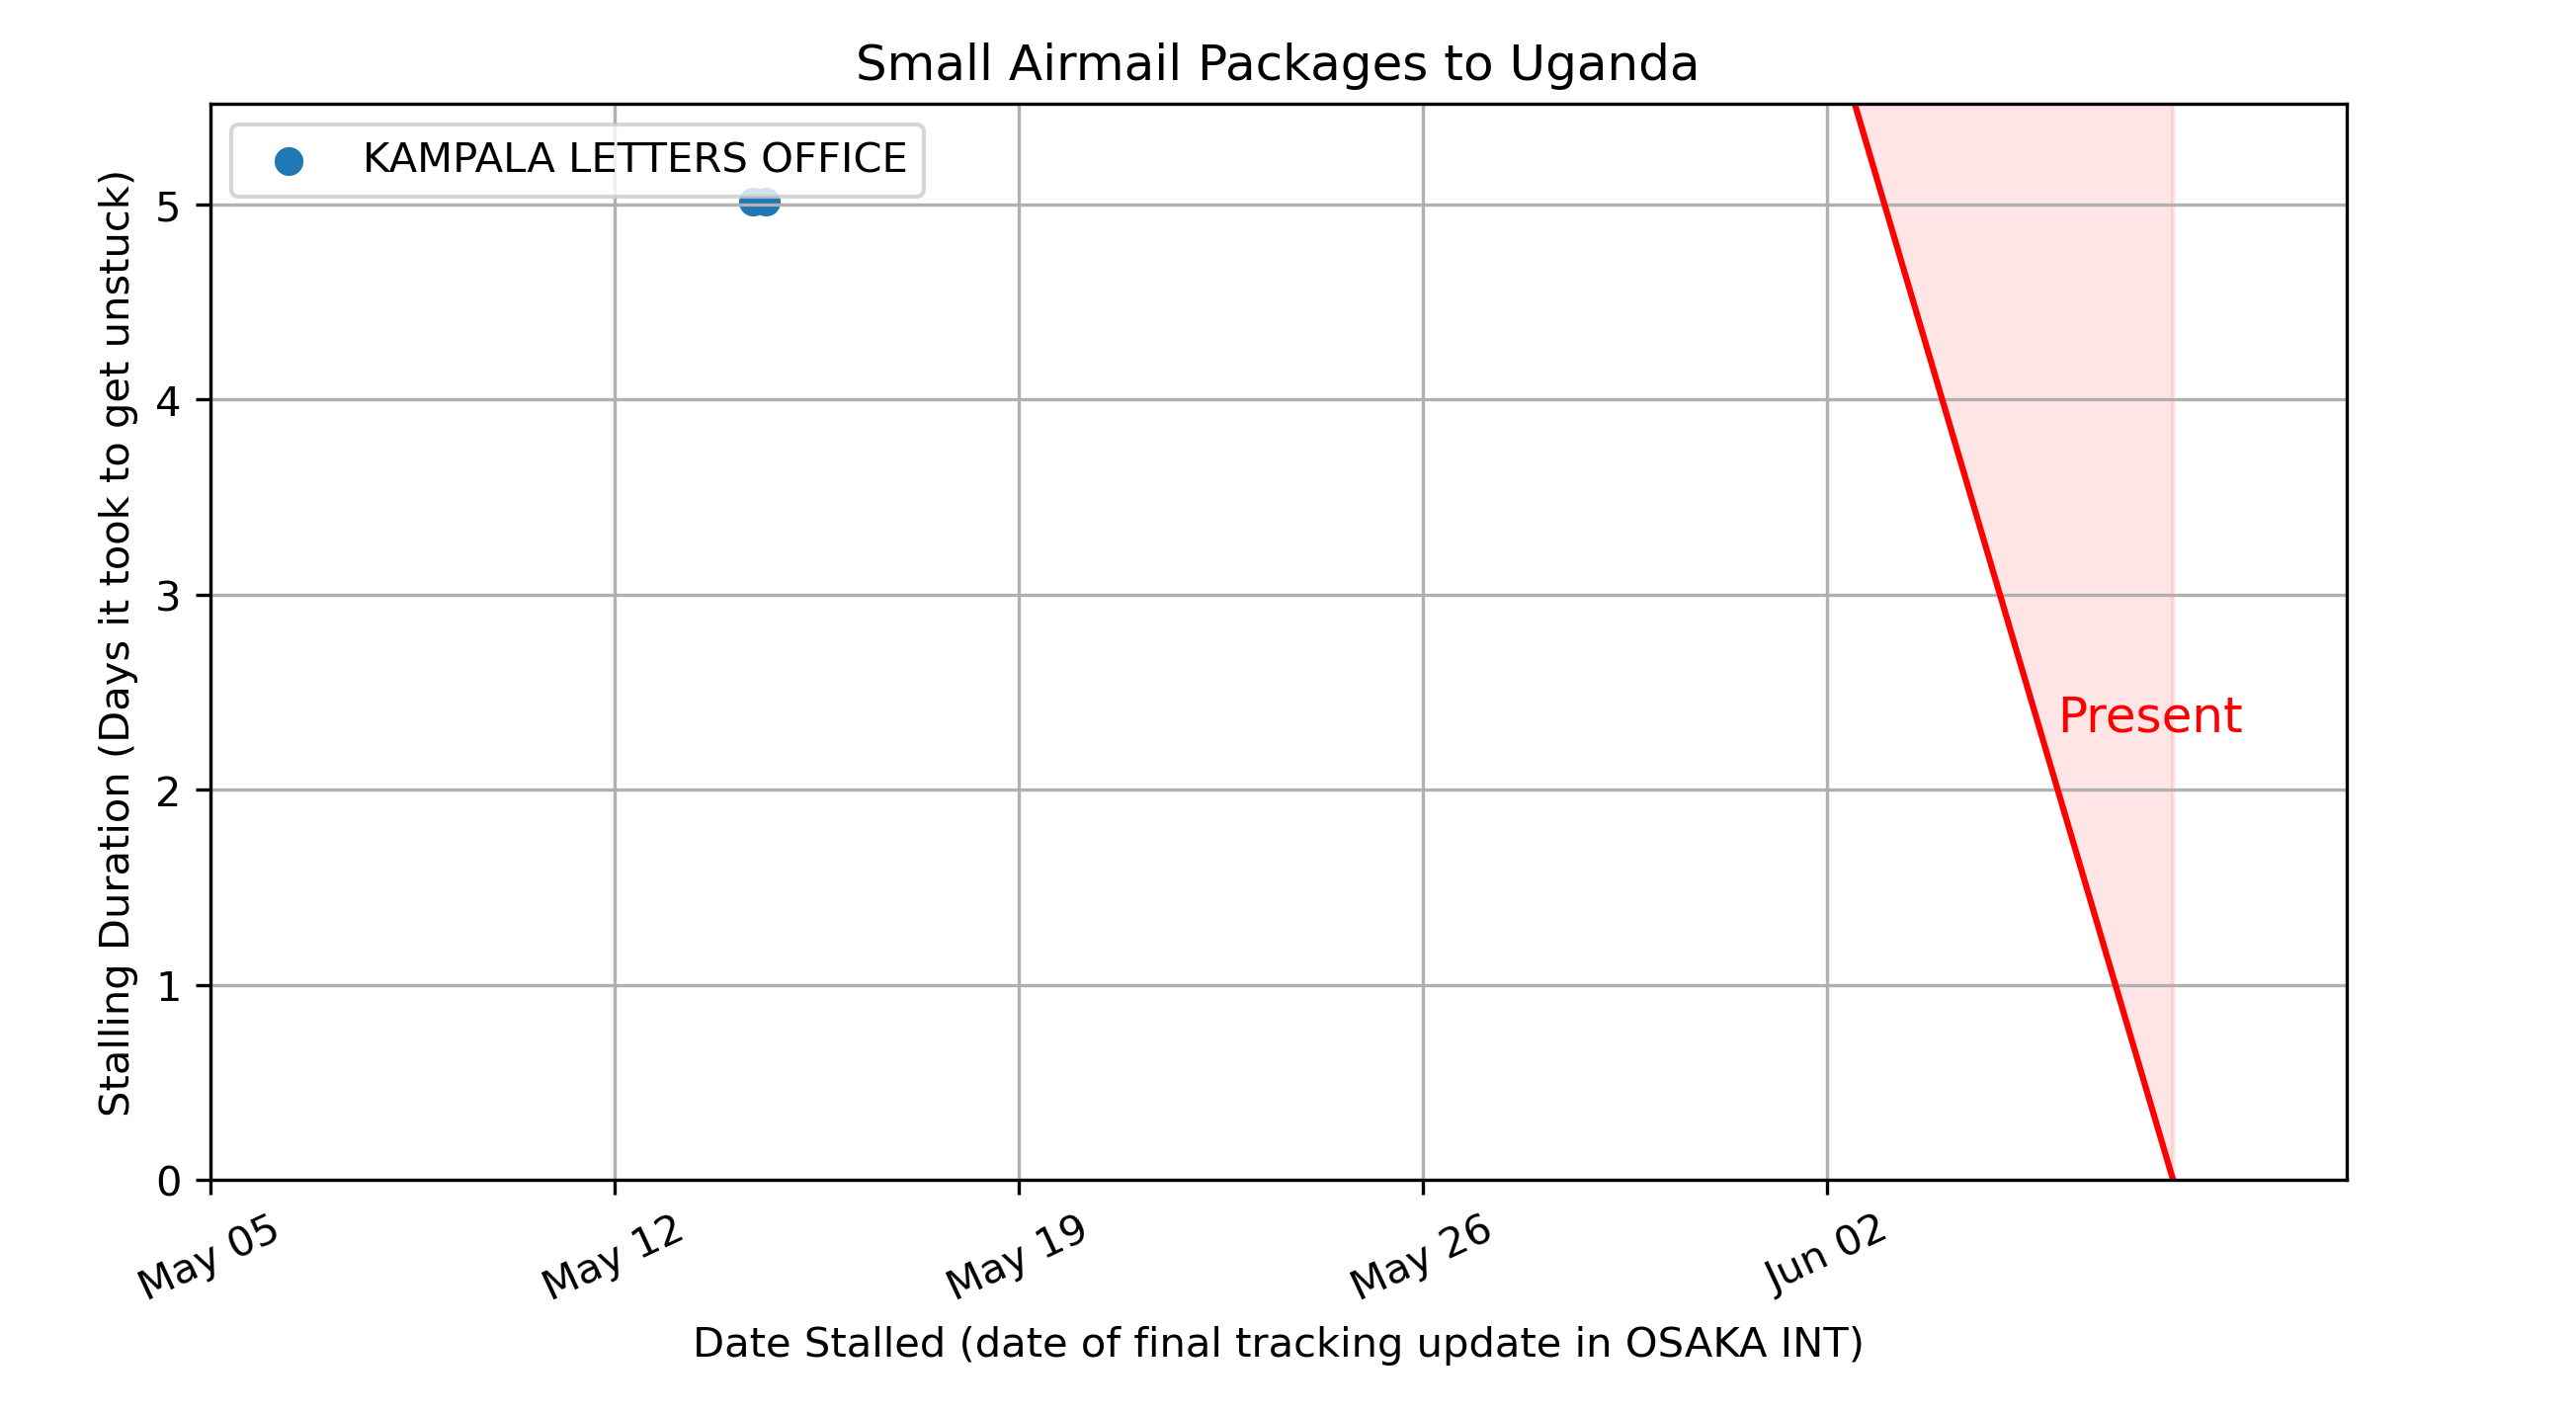 Small Airmail Packages to Uganda
KAMPALA LETTERS OFFICE
Stalling Duration (Days it took to get unstuck)
5
4
3
2
1
0
Present
May 05
May 12
May 19
May 26
Jun 02
Date Stalled (date of final tracking update in OSAKA INT)